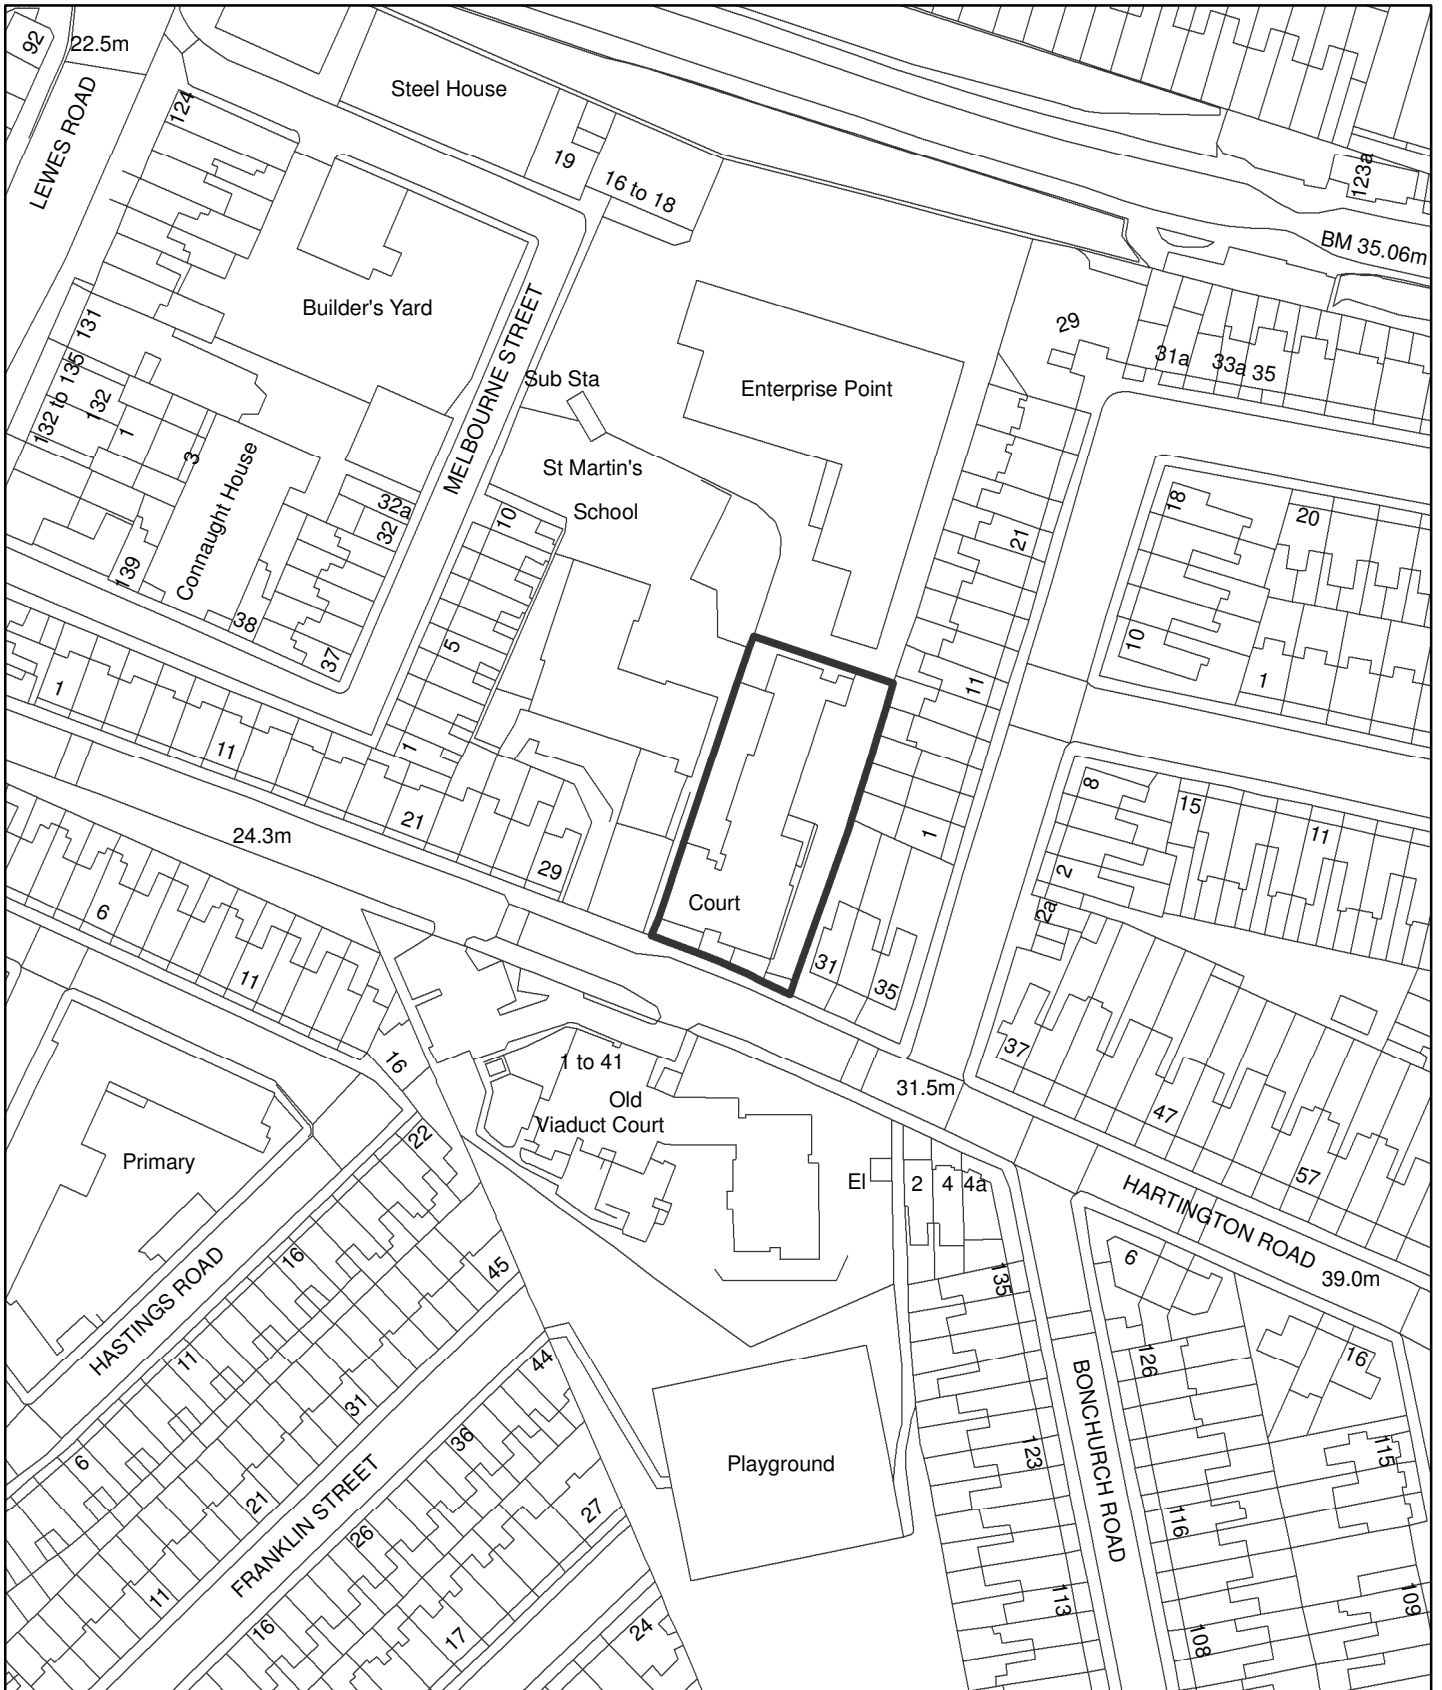 92
22.5m
LEWES ROAD
124
Steel House
19
16 to 18
123a
BM 35.06m
Builder's Yard
131
132 to 135
132
1
3
Connaught House
139
38
37
32a
32
MELBOURNE STREET
Sub Sta
St Martin's
School
Enterprise Point
29
31a
33a
35
18
20
10
1
21
11
1
10
5
1
1
11
21
29
24.3m
6
11
16
Court
31
35
8
15
11
2
2a
37
47
57
31.5m
HARTINGTON ROAD
39.0m
1 to 41
Old
Viaduct Court
El
2
4
4a
Primary
22
16
11
6
HASTINGS ROAD
45
31
21
11
FRANKLIN STREET
44
36
26
16
27
17
24
Playground
135
123
113
BONCHURCH ROAD
6
16
126
116
108
115
109